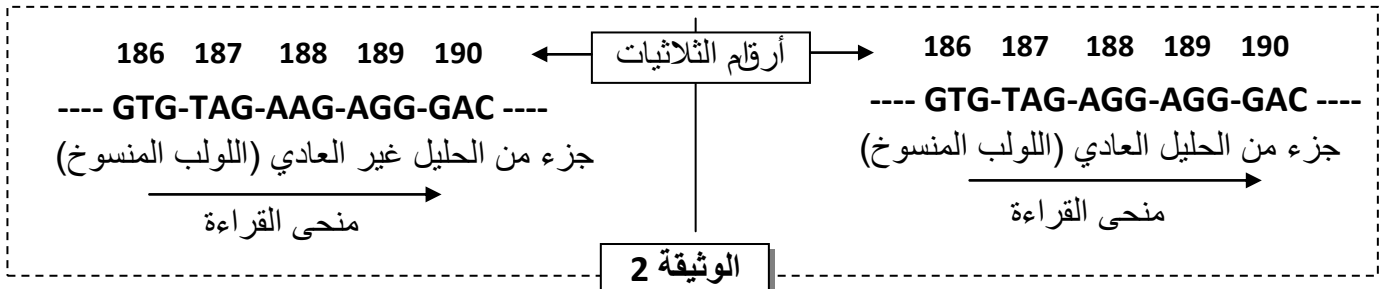 أرقام الثلاثيات
186 187 188 189 190
---- GTG-TAG-AGG-AGG-GAC ----
جزء من الحليل العادي (اللولب المنسوخ)
منحى القراءة
186 187 188 189 190
---- GTG-TAG-AAG-AGG-GAC ----
جزء من الحليل غير العادي (اللولب المنسوخ)
منحى القراءة
الوثيقة 2